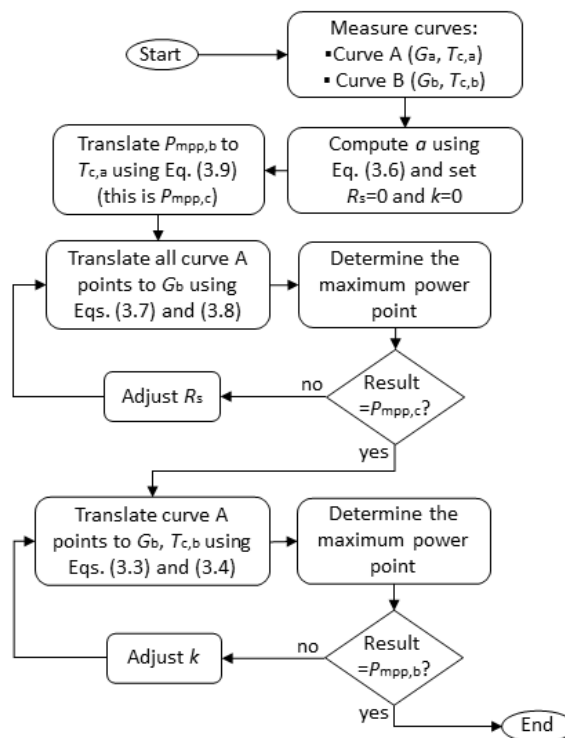 Start
Measure curves:
▪Curve A (Ga, Tc,a)
▪ Curve B (Gb, Tc,b)
Compute a using
Eq. (3.6) and set
Rs=0 and k=0
Translate Pmpp,b to
Tc,a using Eq. (3.9)
(this is Pmpp,c)
Translate all curve A
points to Gb using
Eqs. (3.7) and (3.8)
Determine the
maximum power
point
Result
=Pmpp,c?
no
Adjust Rs
yes
Translate curve A
points to Gb, Tc,b using
Eqs. (3.3) and (3.4)
Determine the
maximum power
point
Result
=Pmpp,b?
no
Adjust k
yes
End